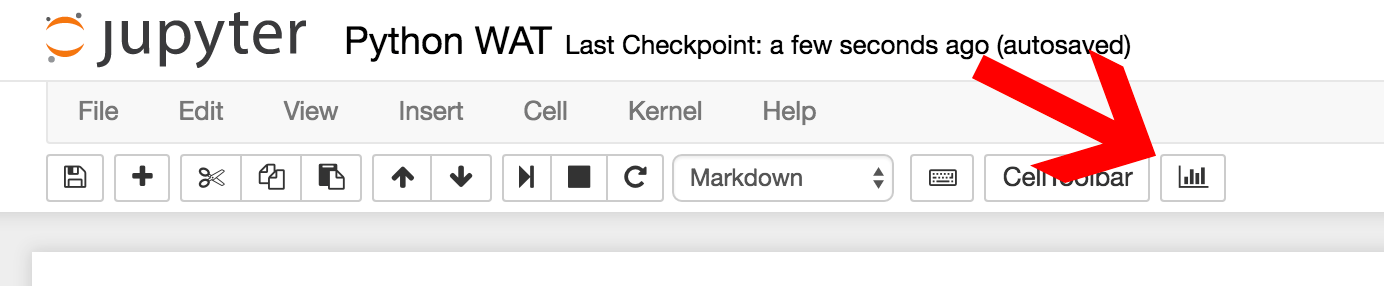 jupyter Python WAT Last Checkpoint: a few seconds ago (autosaved)
File Edit View Insert Cell Kernel Help
Markdown CellToolbar